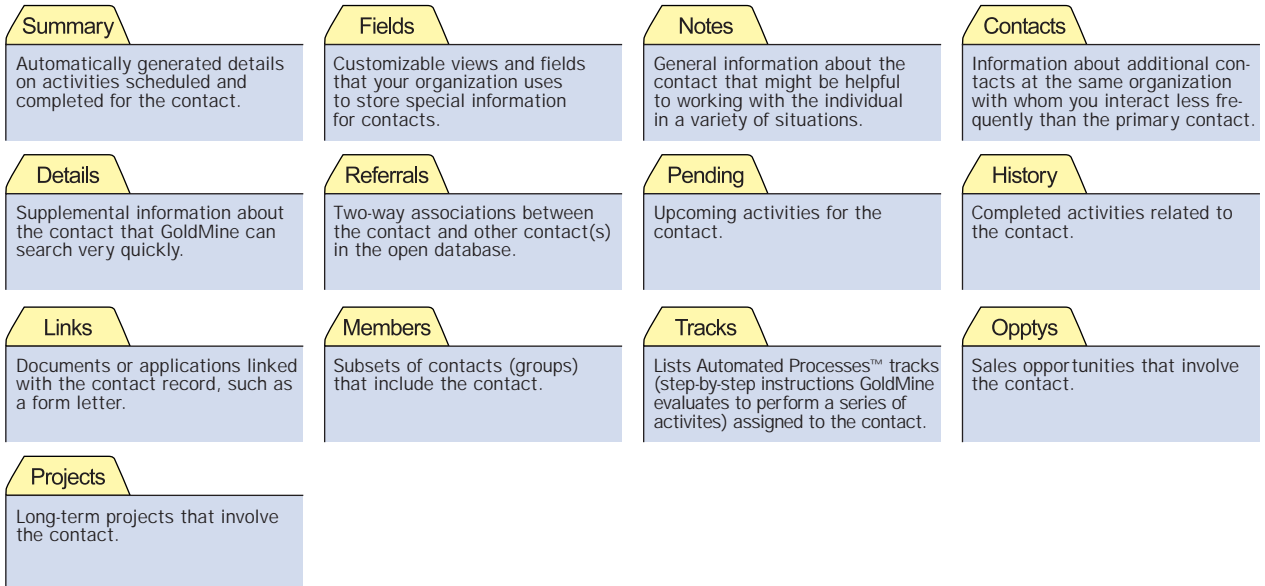 Summary
Automatically generated details
on activities scheduled and
completed for the contact.
Fields
Customizable views and fields
that your organization uses
to store special information
for contacts.
Notes
General information about the
contact that might be helpful
to working with the individual
in a variety of situations.
Contacts
Information about additional con-
tacts at the same organization
with whom you interact less fre-
quently than the primary contact.
Details
Supplemental information about
the contact that GoldMine can
search very quickly.
Referrals
Two-way associations between
the contact and other contact(s)
in the open database.
Pending
Upcoming activities for the
contact.
History
Completed activities related to
the contact.
Links
Documents or applications linked
with the contact record, such as
a form letter.
Members
Subsets of contacts (groups)
that include the contact.
Tracks
Lists Automated Processes™ tracks
(step-by-step instructions GoldMine
evaluates to perform a series of
activites) assigned to the contact.
Opptys
Sales opportunities that involve
the contact.
Projects
Long-term projects that involve
the contact.